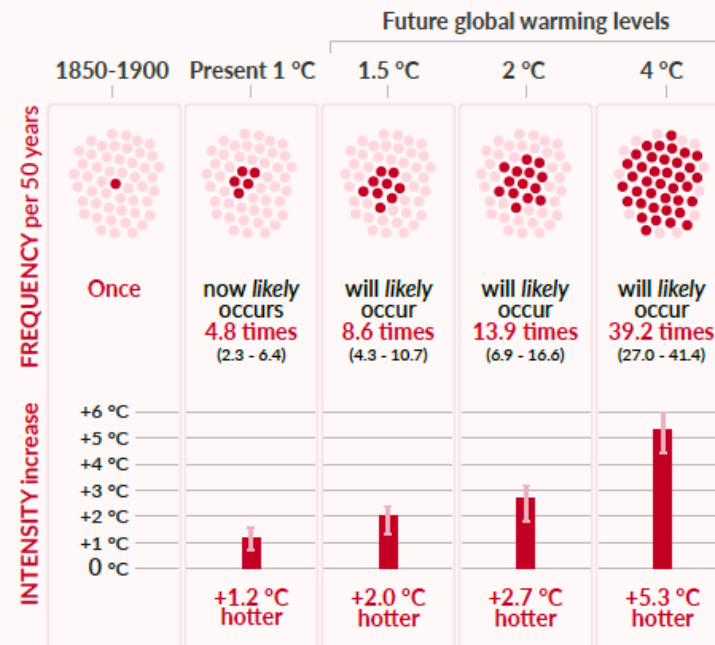 Future global warming levels
1850-1900 Present 1 °C 1.5 °C 2 °C 4 °C
FREQUENCY per 50 years
Once
now likely occurs 4.8 times (2.3 - 6.4)
will likely occur 8.6 times (4.3 - 10.7)
will likely occur 13.9 times (6.9 - 16.6)
will likely occur 39.2 times (27.0 - 41.4)
INTENSITY increase
+6 °C
+5 °C
+4 °C
+3 °C
+2 °C
+1 °C
0 °C
+1.2 °C hotter
+2.0 °C hotter
+2.7 °C hotter
+5.3 °C hotter